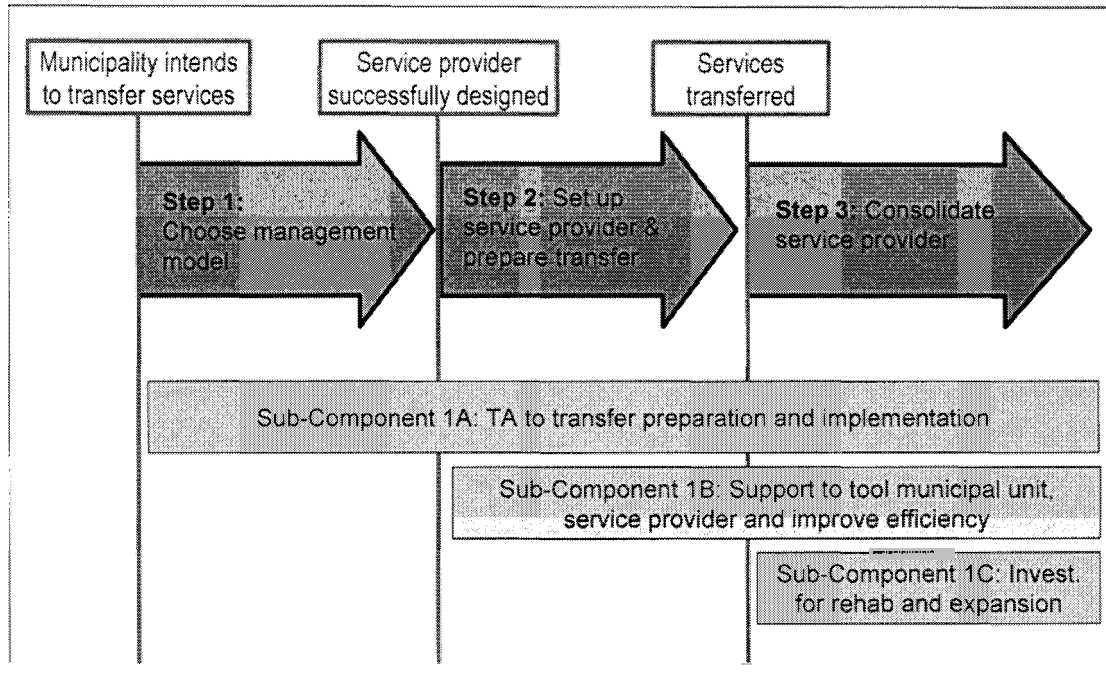 Municipality intends
to transfer services
Service provider
successfully designed
Services
transferred
Step 1:
Choose management
model
Step 2: Set up
service provider &
prepare transfer
Step 3: Consolidate
service provider
Sub-Component 1A: TA to transfer preparation and implementation
Sub-Component 1B: Support to tool municipal unit,
service provider and improve efficiency
Sub-Component 1C: Invest.
for rehab and expansion